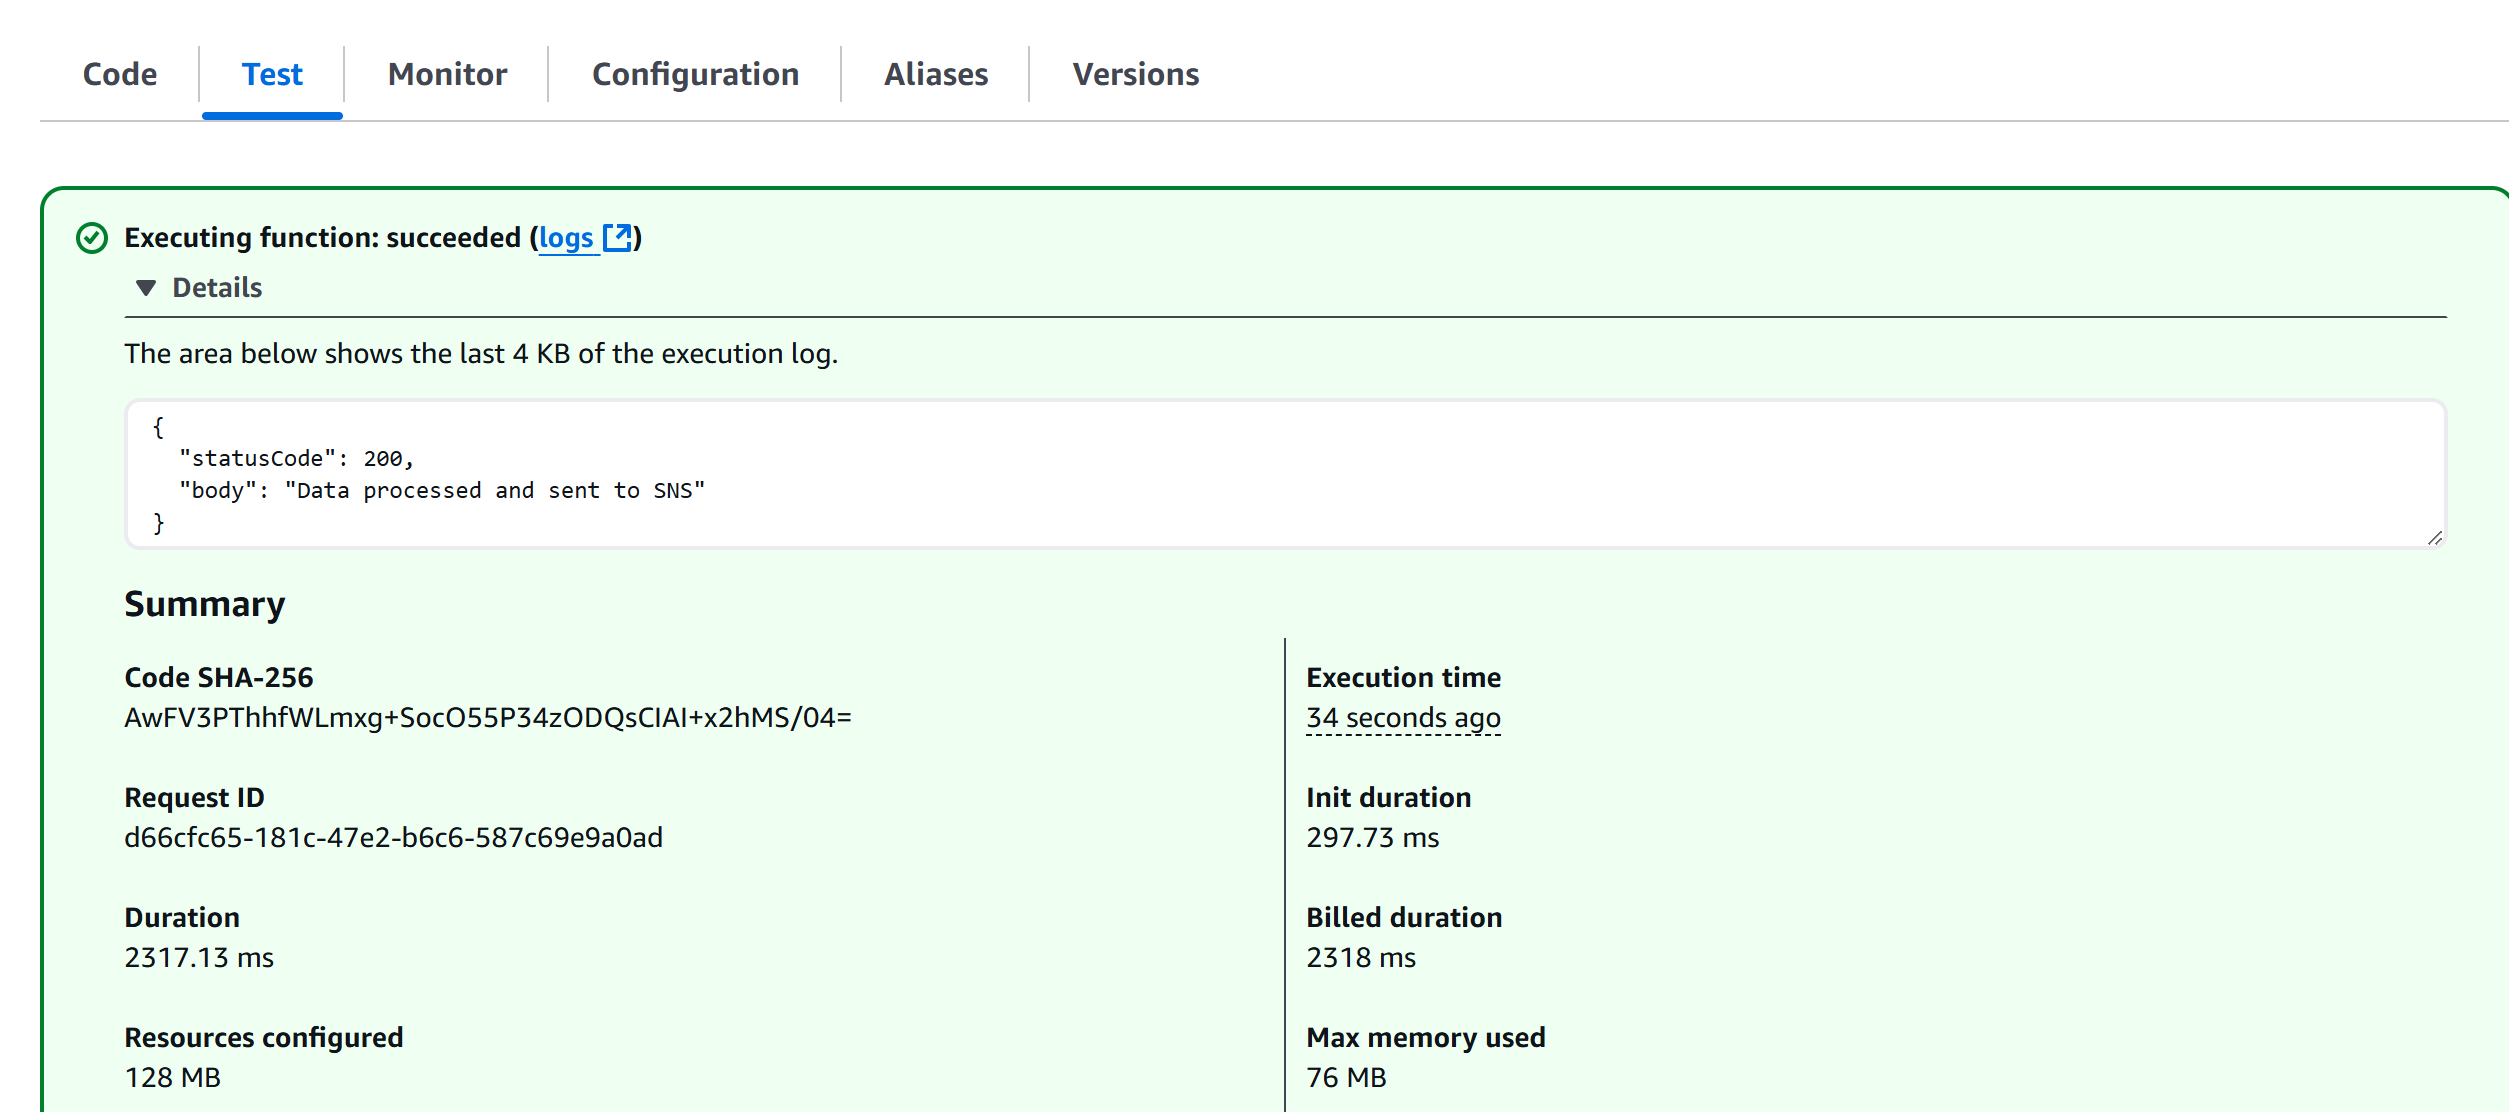 Code Test Monitor Configuration Aliases Versions
Executing function: succeeded (logs)
Details
The area below shows the last 4 KB of the execution log.
{
  "statusCode": 200,
  "body": "Data processed and sent to SNS"
}
Summary
Code SHA-256
AwFV3PThhfWLmxg+SocO55P34zODQsCIAI+x2hMS/04=
Request ID
d66cfc65-181c-47e2-b6c6-587c69e9a0ad
Duration
2317.13 ms
Resources configured
128 MB
Execution time
34 seconds ago
Init duration
297.73 ms
Billed duration
2318 ms
Max memory used
76 MB